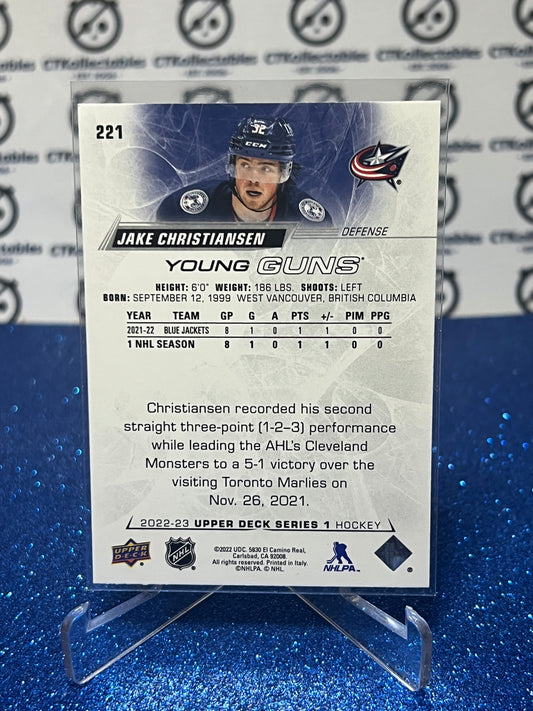 CTKollectables
221
32
CCM
JAKE CHRISTIANSEN
DEFENSE
YOUNG GUNS
HEIGHT: 6'0" WEIGHT: 186 LBS. SHOOTS: LEFT
BORN: SEPTEMBER 12, 1999 WEST VANCOUVER, BRITISH COLUMBIA
YEAR TEAM GP G A PTS +/- PIM PPG
2021-22 BLUE JACKETS 8 1 0 1 1 0 0
1 NHL SEASON 8 1 0 1 1 0 0
Christiansen recorded his second
straight three-point (1-2–3) performance
while leading the AHL's Cleveland
Monsters to a 5-1 victory over the
visiting Toronto Marlies on
Nov. 26, 2021.
2022-23 UPPER DECK SERIES 1 HOCKEY
UPPER DECK
NHL
©2022 UDC. 5830 El Camino Real,
Carlsbad, CA 92008.
All rights reserved. Printed in Italy.
©NHLPA. © NHL.
NHLPA